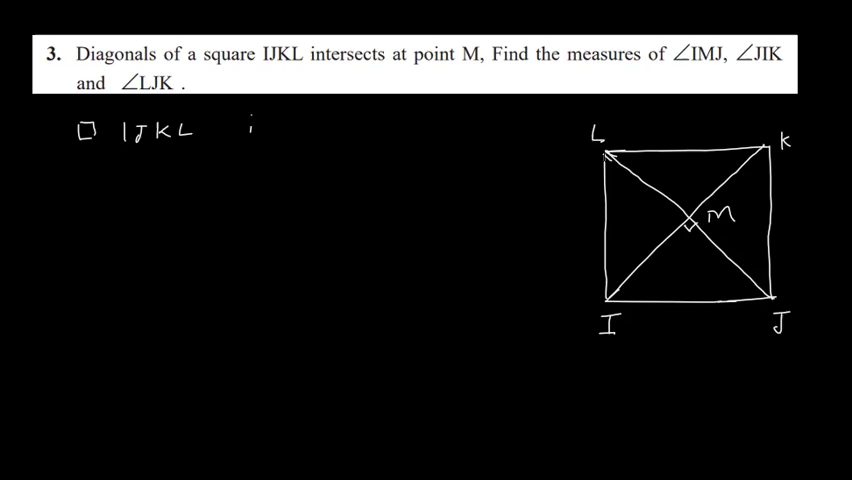 3. Diagonals of a square IJKL intersects at point M, Find the measures of ∠IMJ, ∠JIK
and ∠LJK .
□ IJKL i
L
K
M
I
J